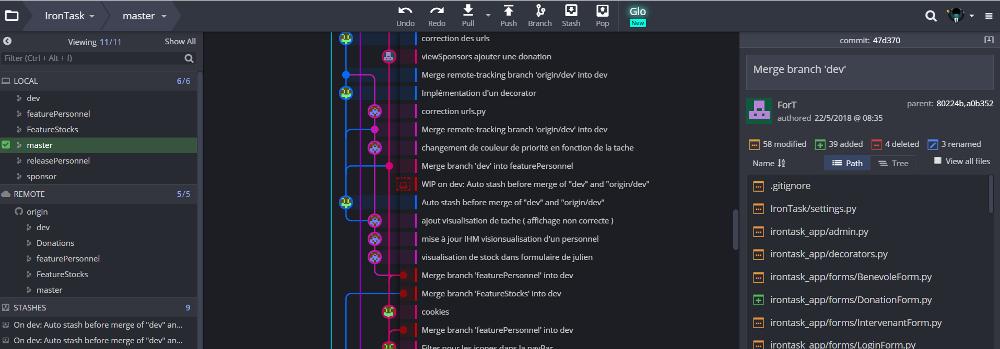 IronTask
master
Undo
Redo
Pull
Push
Branch
Stash
Pop
Glo
New
Viewing 11/11
Show All
Filter (Ctrl + Alt + f)
LOCAL
6/6
dev
featurePersonnel
FeatureStocks
master
releasePersonnel
sponsor
REMOTE
5/5
origin
dev
Donations
featurePersonnel
FeatureStocks
master
STASHES
9
On dev: Auto stash before merge of "dev" an...
On dev: Auto stash before merge of "dev" an...
correction des urls
viewSponsors ajouter une donation
Merge remote-tracking branch 'origin/dev' into dev
Implémentation d'un decorator
correction urls.py
Merge remote-tracking branch 'origin/dev' into dev
changement de couleur de priorité en fonction de la tache
Merge branch 'dev' into featurePersonnel
WIP on dev: Auto stash before merge of "dev" and "origin/dev"
Auto stash before merge of "dev" and "origin/dev"
ajout visualisation de tache ( affichage non correcte )
mise à jour IHM visionsualisation d'un personnel
visualisation de stock dans formulaire de julien
Merge branch 'featurePersonnel' into dev
Merge branch 'FeatureStocks' into dev
cookies
Merge branch 'featurePersonnel' into dev
Filter pour les icones dans la navBar
commit: 47d370
Merge branch 'dev'
ForT
parent: 80224b,a0b352
authored 22/5/2018 @ 08:35
58 modified
39 added
4 deleted
3 renamed
Name
Path
Tree
View all files
.gitignore
IronTask/settings.py
irontask_app/admin.py
irontask_app/decorators.py
irontask_app/forms/BenevoleForm.py
irontask_app/forms/DonationForm.py
irontask_app/forms/IntervenantForm.py
irontask_app/forms/LoginForm.py